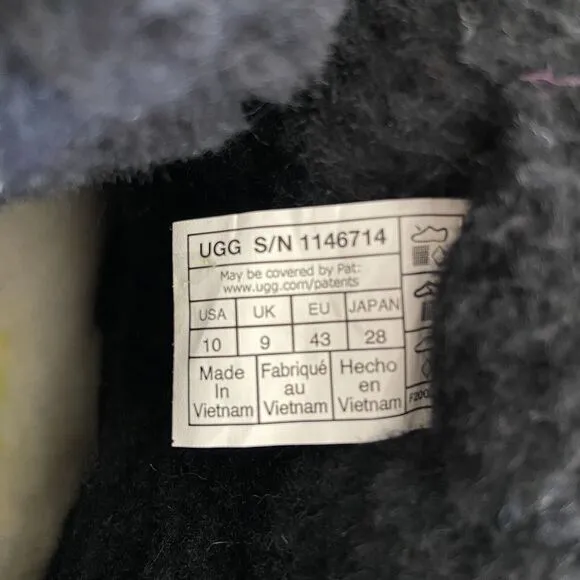 UGG S/N 1146714
May be covered by Pat:
www.ugg.com/patents
USA UK EU JAPAN
10 9 43 28
Made Fabriqué Hecho
In au en
Vietnam Vietnam Vietnam